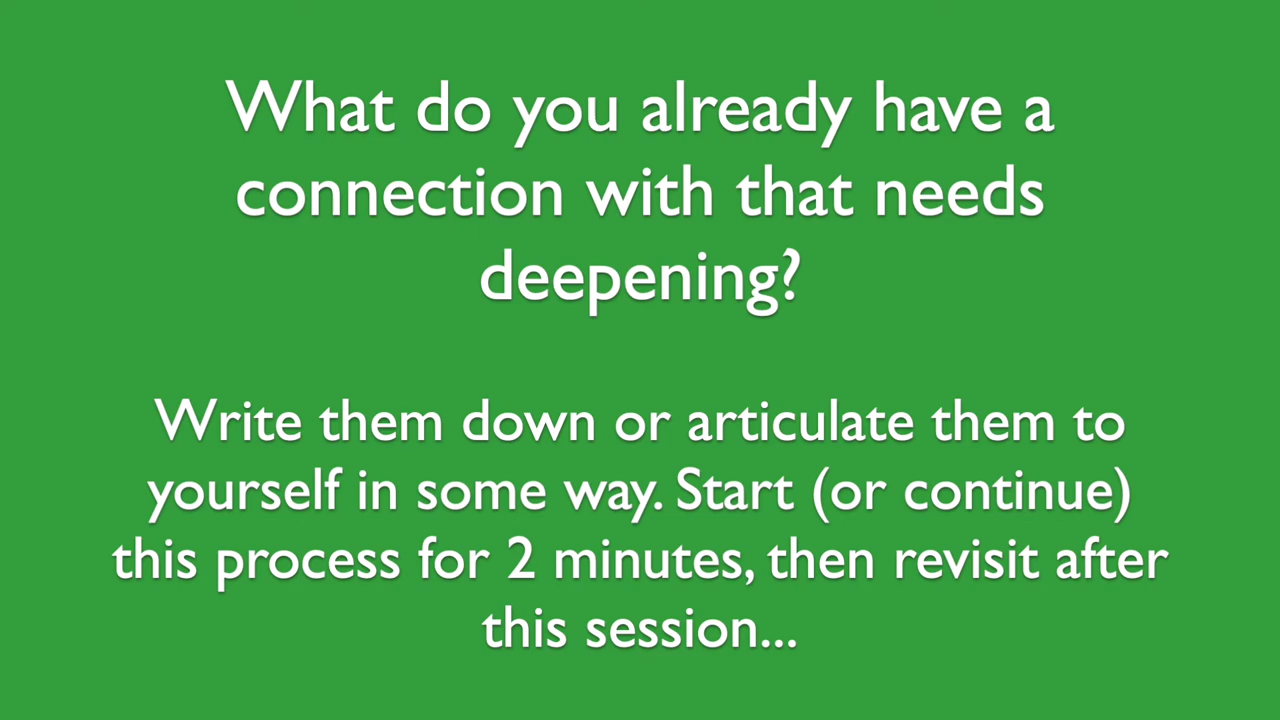 What do you already have a
connection with that needs
deepening?
Write them down or articulate them to
yourself in some way. Start (or continue)
this process for 2 minutes, then revisit after
this session...